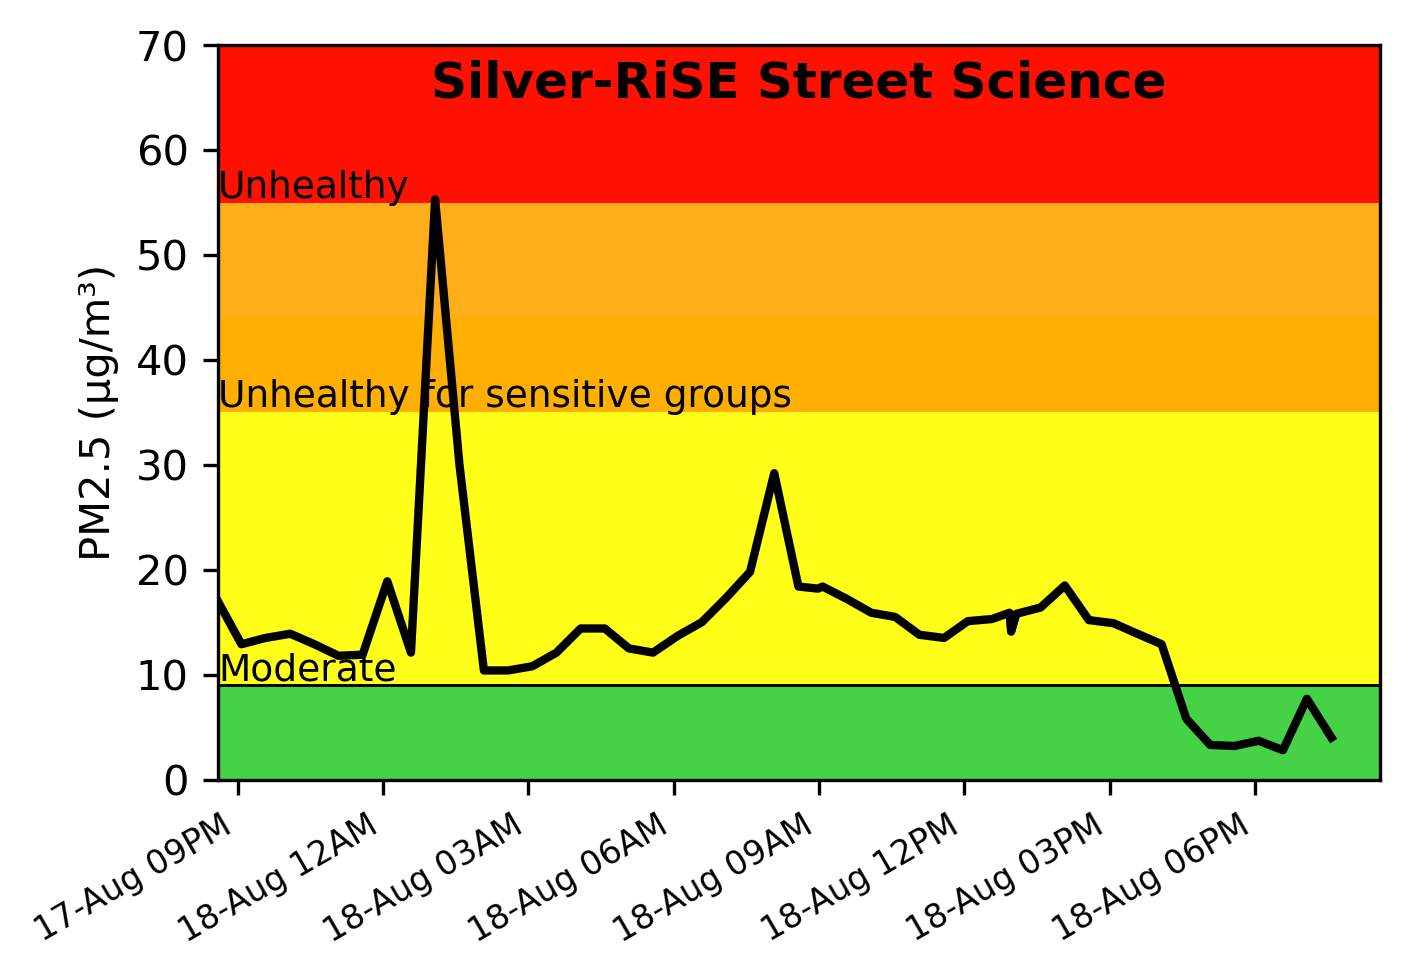 Silver-RiSE Street Science
70
60
Unhealthy
50
40
Unhealthy for sensitive groups
30
20
Moderate
10
0
PM2.5 (µg/m³)
17-Aug 09PM
18-Aug 12AM
18-Aug 03AM
18-Aug 06AM
18-Aug 09AM
18-Aug 12PM
18-Aug 03PM
18-Aug 06PM